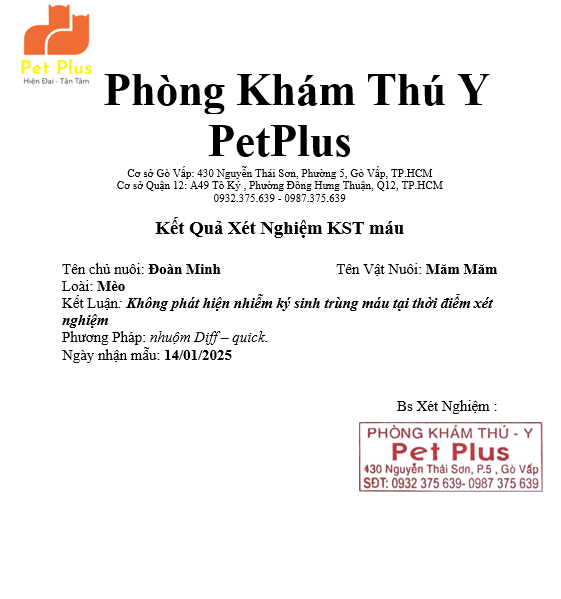 Pet Plus
Hiện Đại - Tận Tâm
Phòng Khám Thú Y
PetPlus
Cơ sở Gò Vấp: 430 Nguyễn Thái Sơn, Phường 5, Gò Vấp, TP.HCM
Cơ sở Quận 12: A49 Tô Ký , Phường Đông Hưng Thuận, Q12, TP.HCM
0932.375.639 - 0987.375.639
Kết Quả Xét Nghiệm KST máu
Tên chủ nuôi: Đoàn Minh Tên Vật Nuôi: Măm Măm
Loài: Mèo
Kết Luận: Không phát hiện nhiễm ký sinh trùng máu tại thời điểm xét
nghiệm
Phương Pháp: nhuộm Diff – quick.
Ngày nhận mẫu: 14/01/2025
Bs Xét Nghiệm :
PHÒNG KHÁM THÚ - Y
Pet Plus
430 Nguyễn Thái Sơn, P.5 , Gò Vấp
SĐT: 0932 375 639- 0987 375 639